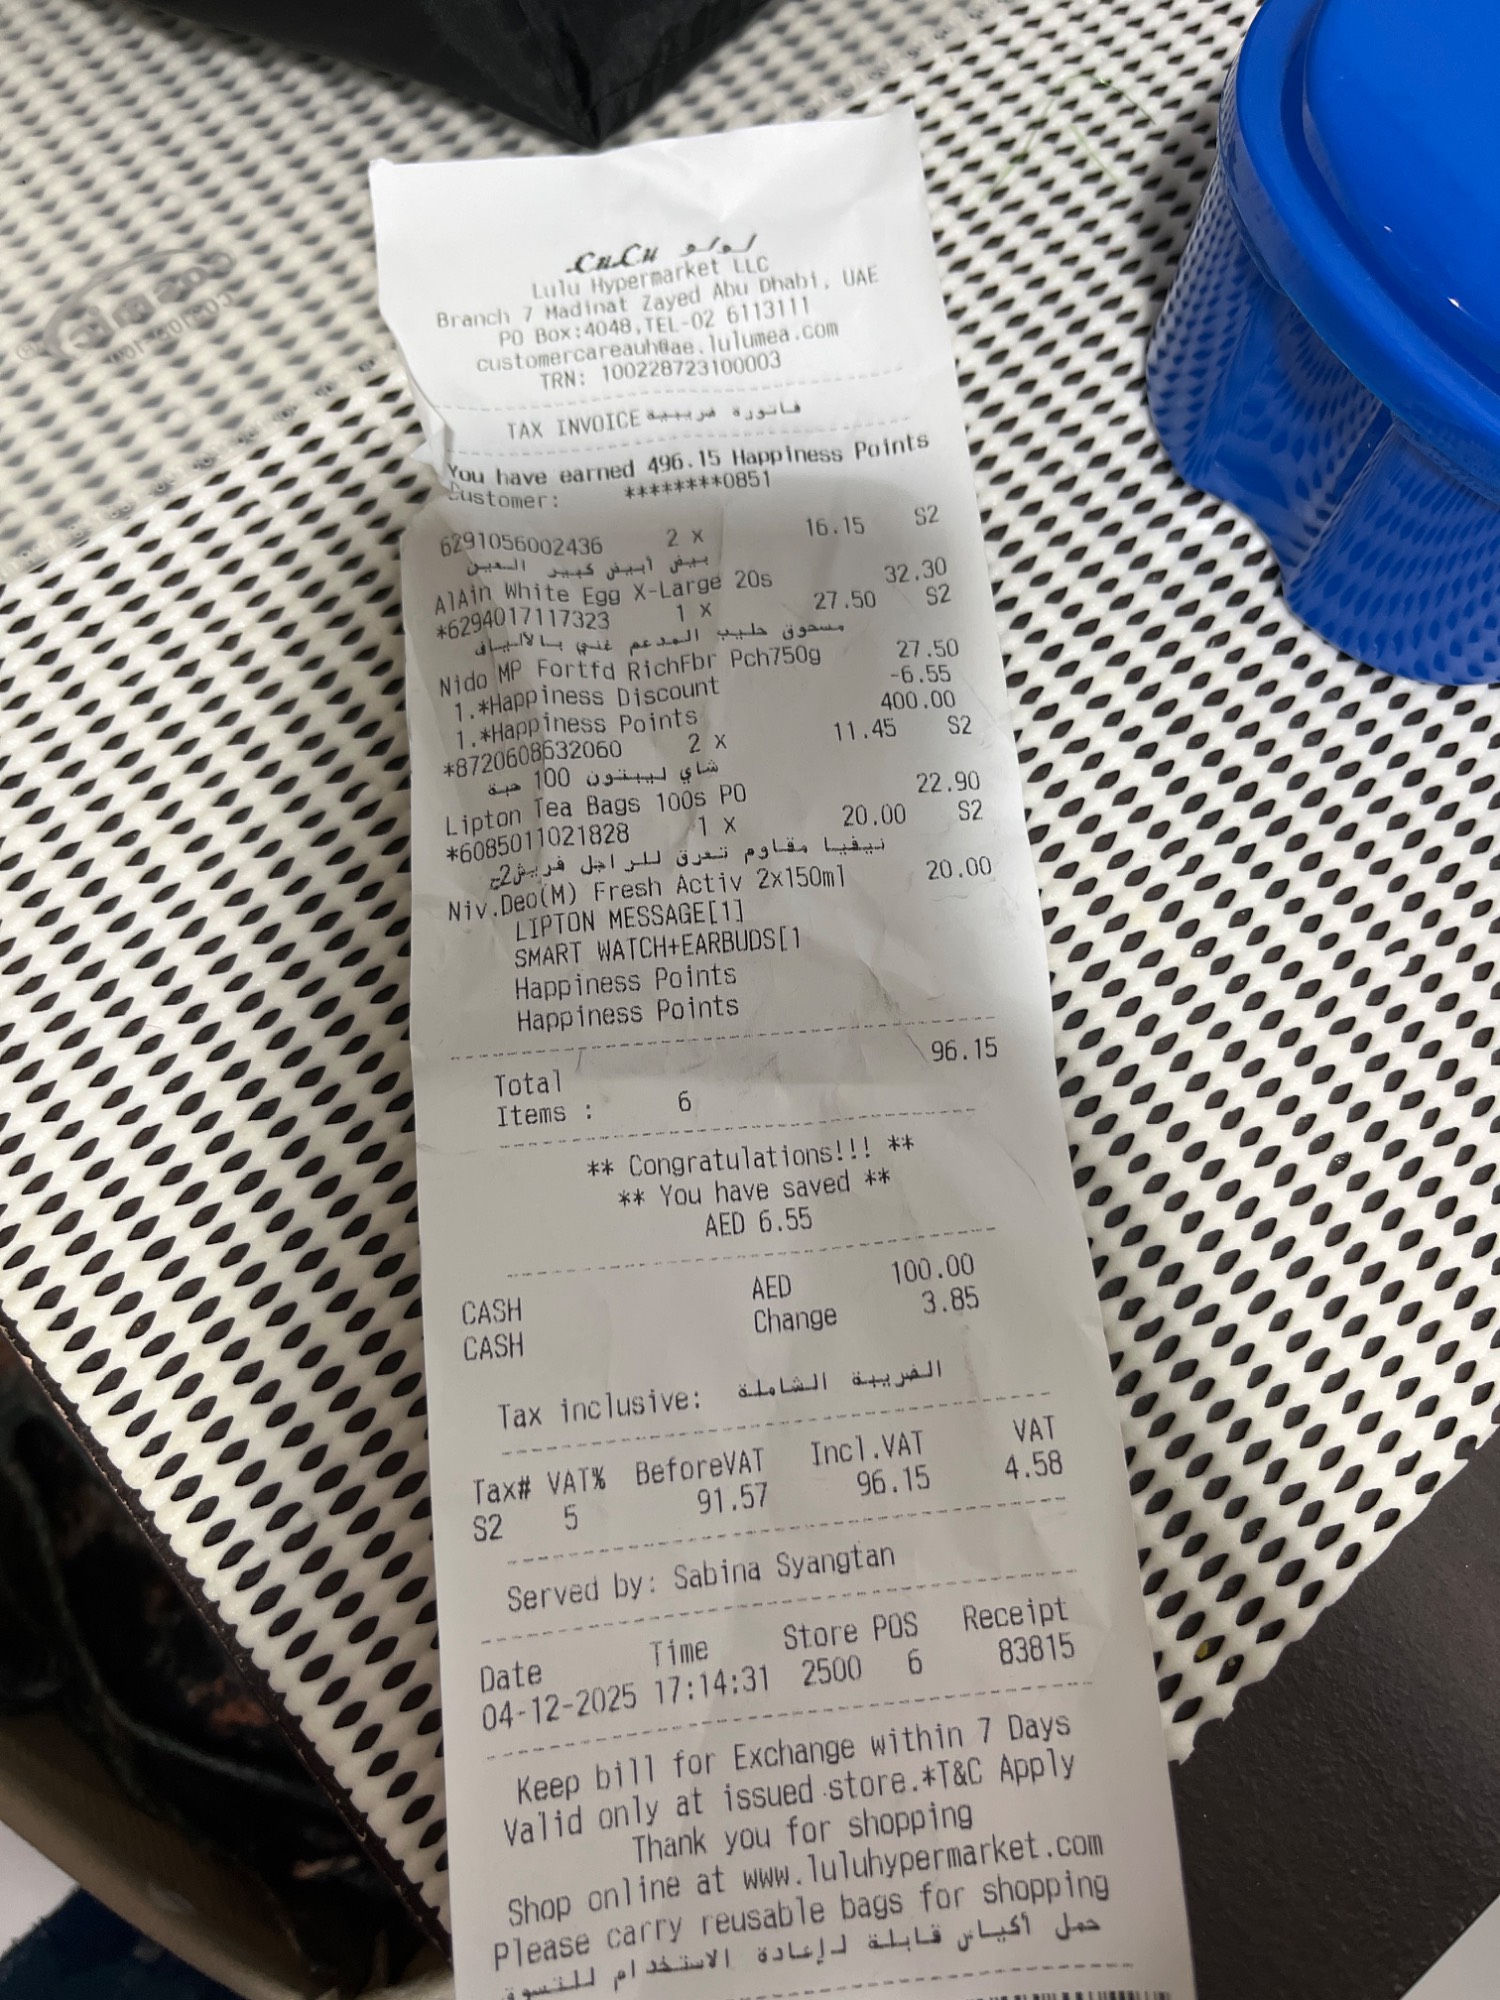 LuLu لولو
Lulu Hypermarket LLC
Branch 7 Madinat Zayed Abu Dhabi, UAE
PO Box:4048,TEL-02 6113111
customercareauh@ae.lulumea.com
TRN: 100228723100003
TAX INVOICE فاتورة ضريبية
You have earned 496.15 Happiness Points
Customer: ********0851
6291056002436 2 x 16.15 S2
بيض أبيض كبير العين
AlAin White Egg X-Large 20s 32.30
*6294017117323 1 x 27.50 S2
مسحوق حليب المدعم غني بالالياف
Nido MP Fortfd RichFbr Pch750g 27.50
1.*Happiness Discount -6.55
1.*Happiness Points 400.00
*8720608632060 2 x 11.45 S2
شاي ليبتون 100 حبة
Lipton Tea Bags 100s PO 22.90
*6085011021828 1 x 20.00 S2
نيفيا مقاوم تعرق للراجل فريش2ج
Niv.Deo(M) Fresh Activ 2x150ml 20.00
LIPTON MESSAGE[1]
SMART WATCH+EARBUDS[1
Happiness Points
Happiness Points
Total 96.15
Items : 6
** Congratulations!!! **
** You have saved **
AED 6.55
CASH AED 100.00
CASH Change 3.85
Tax inclusive: الضريبة الشاملة
Tax# VAT% BeforeVAT Incl.VAT VAT
S2 5 91.57 96.15 4.58
Served by: Sabina Syangtan
Date Time Store POS Receipt
04-12-2025 17:14:31 2500 6 83815
Keep bill for Exchange within 7 Days
Valid only at issued store.*T&C Apply
Thank you for shopping
Shop online at www.luluhypermarket.com
Please carry reusable bags for shopping
حمل أكياس قابلة لإعادة الاستخدام للتسوق